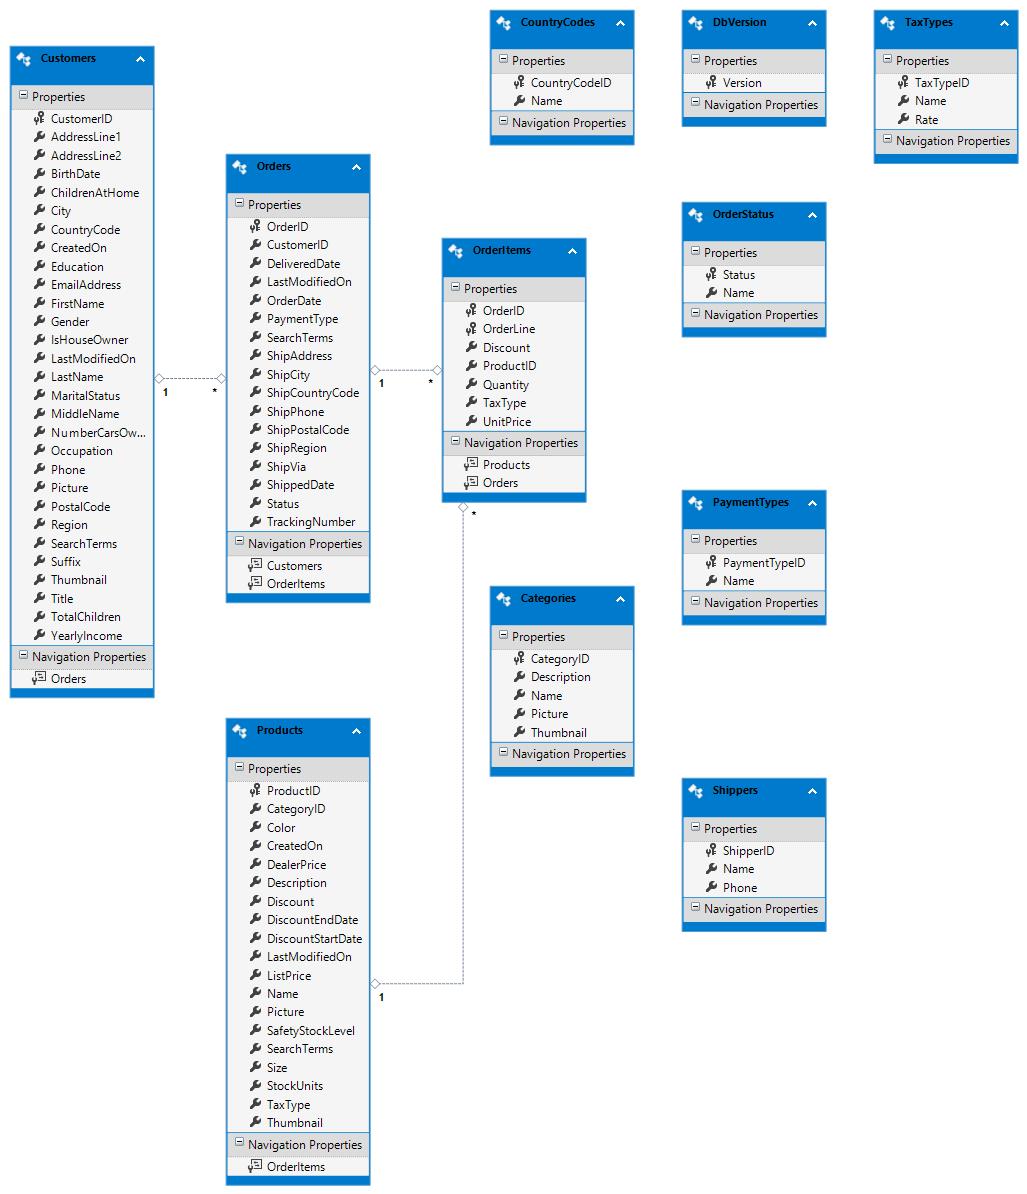 Customers
Properties
CustomerID
AddressLine1
AddressLine2
BirthDate
ChildrenAtHome
City
CountryCode
CreatedOn
Education
EmailAddress
FirstName
Gender
IsHouseOwner
LastModifiedOn
LastName
MaritalStatus
MiddleName
NumberCarsOw...
Occupation
Phone
Picture
PostalCode
Region
SearchTerms
Suffix
Thumbnail
Title
TotalChildren
YearlyIncome
Navigation Properties
Orders
1
*
Orders
Properties
OrderID
CustomerID
DeliveredDate
LastModifiedOn
OrderDate
PaymentType
SearchTerms
ShipAddress
ShipCity
ShipCountryCode
ShipPhone
ShipPostalCode
ShipRegion
ShipVia
ShippedDate
Status
TrackingNumber
Navigation Properties
Customers
OrderItems
1
*
OrderItems
Properties
OrderID
OrderLine
Discount
ProductID
Quantity
TaxType
UnitPrice
Navigation Properties
Products
Orders
*
1
Products
Properties
ProductID
CategoryID
Color
CreatedOn
DealerPrice
Description
Discount
DiscountEndDate
DiscountStartDate
LastModifiedOn
ListPrice
Name
Picture
SafetyStockLevel
SearchTerms
Size
StockUnits
TaxType
Thumbnail
Navigation Properties
OrderItems
CountryCodes
Properties
CountryCodeID
Name
Navigation Properties
DbVersion
Properties
Version
Navigation Properties
TaxTypes
Properties
TaxTypeID
Name
Rate
Navigation Properties
OrderStatus
Properties
Status
Name
Navigation Properties
PaymentTypes
Properties
PaymentTypeID
Name
Navigation Properties
Categories
Properties
CategoryID
Description
Name
Picture
Thumbnail
Navigation Properties
Shippers
Properties
ShipperID
Name
Phone
Navigation Properties